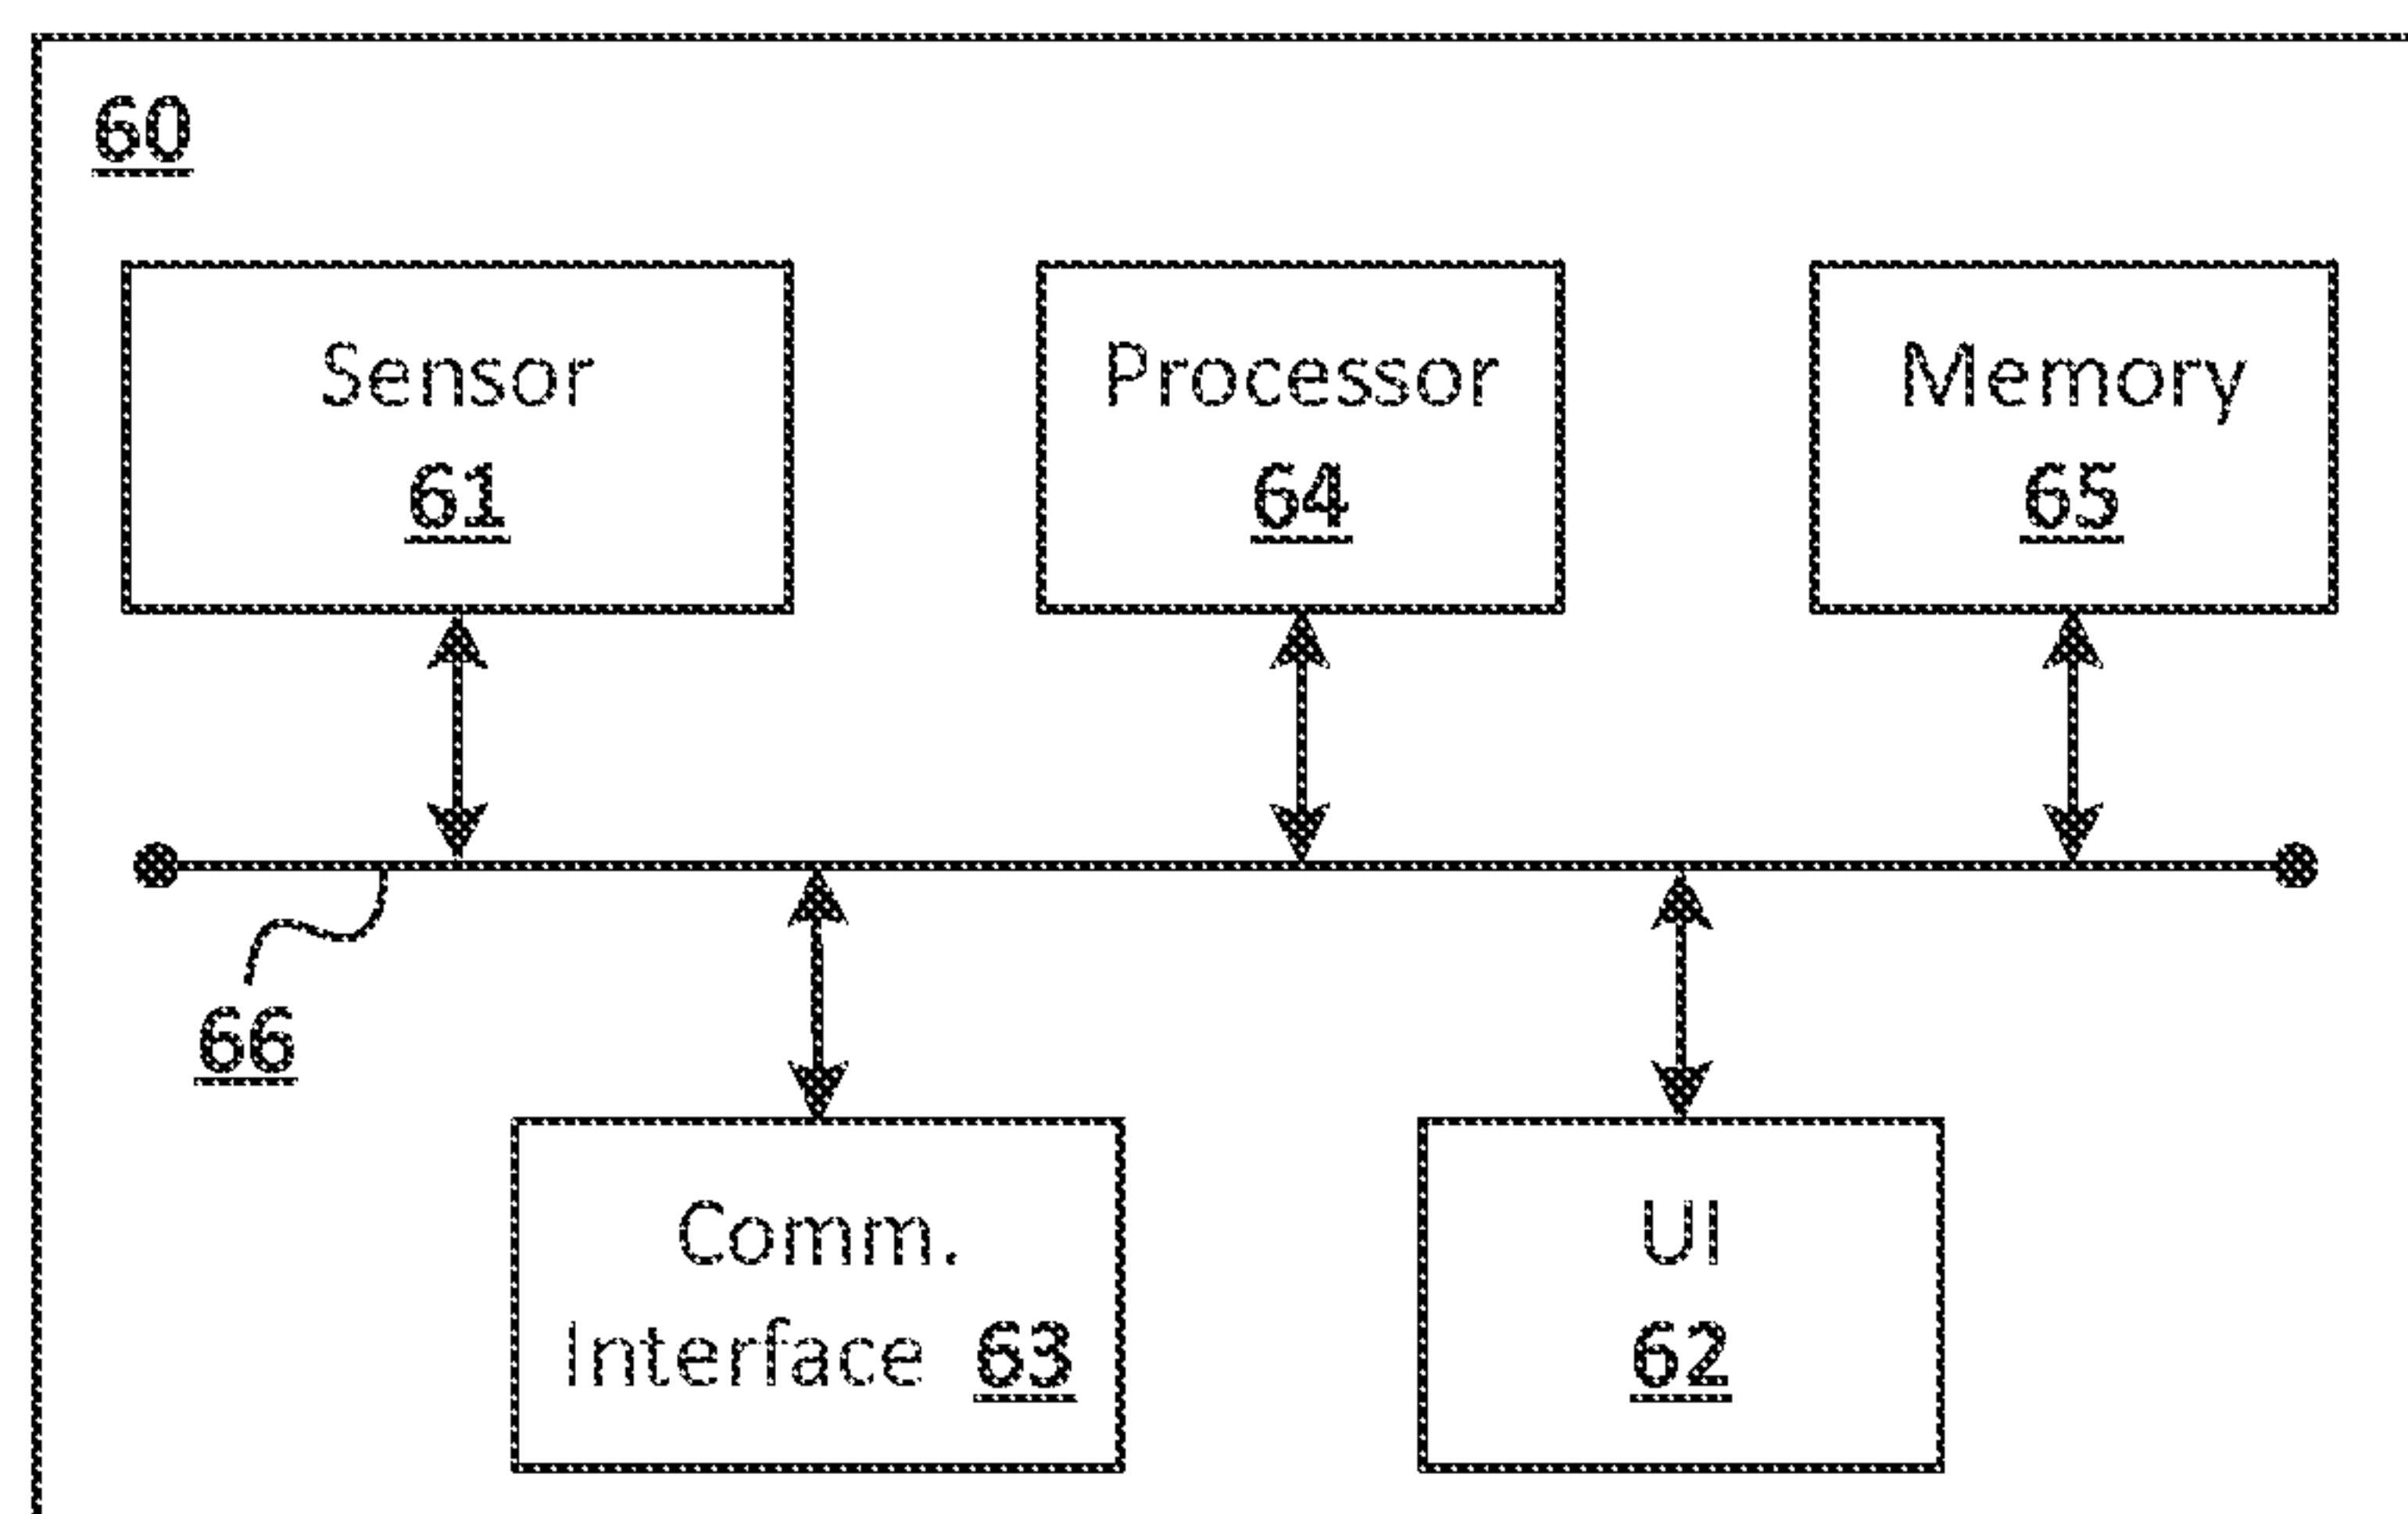 60
Sensor
61
Processor
64
Memory
65
66
Comm.
Interface 63
UI
62